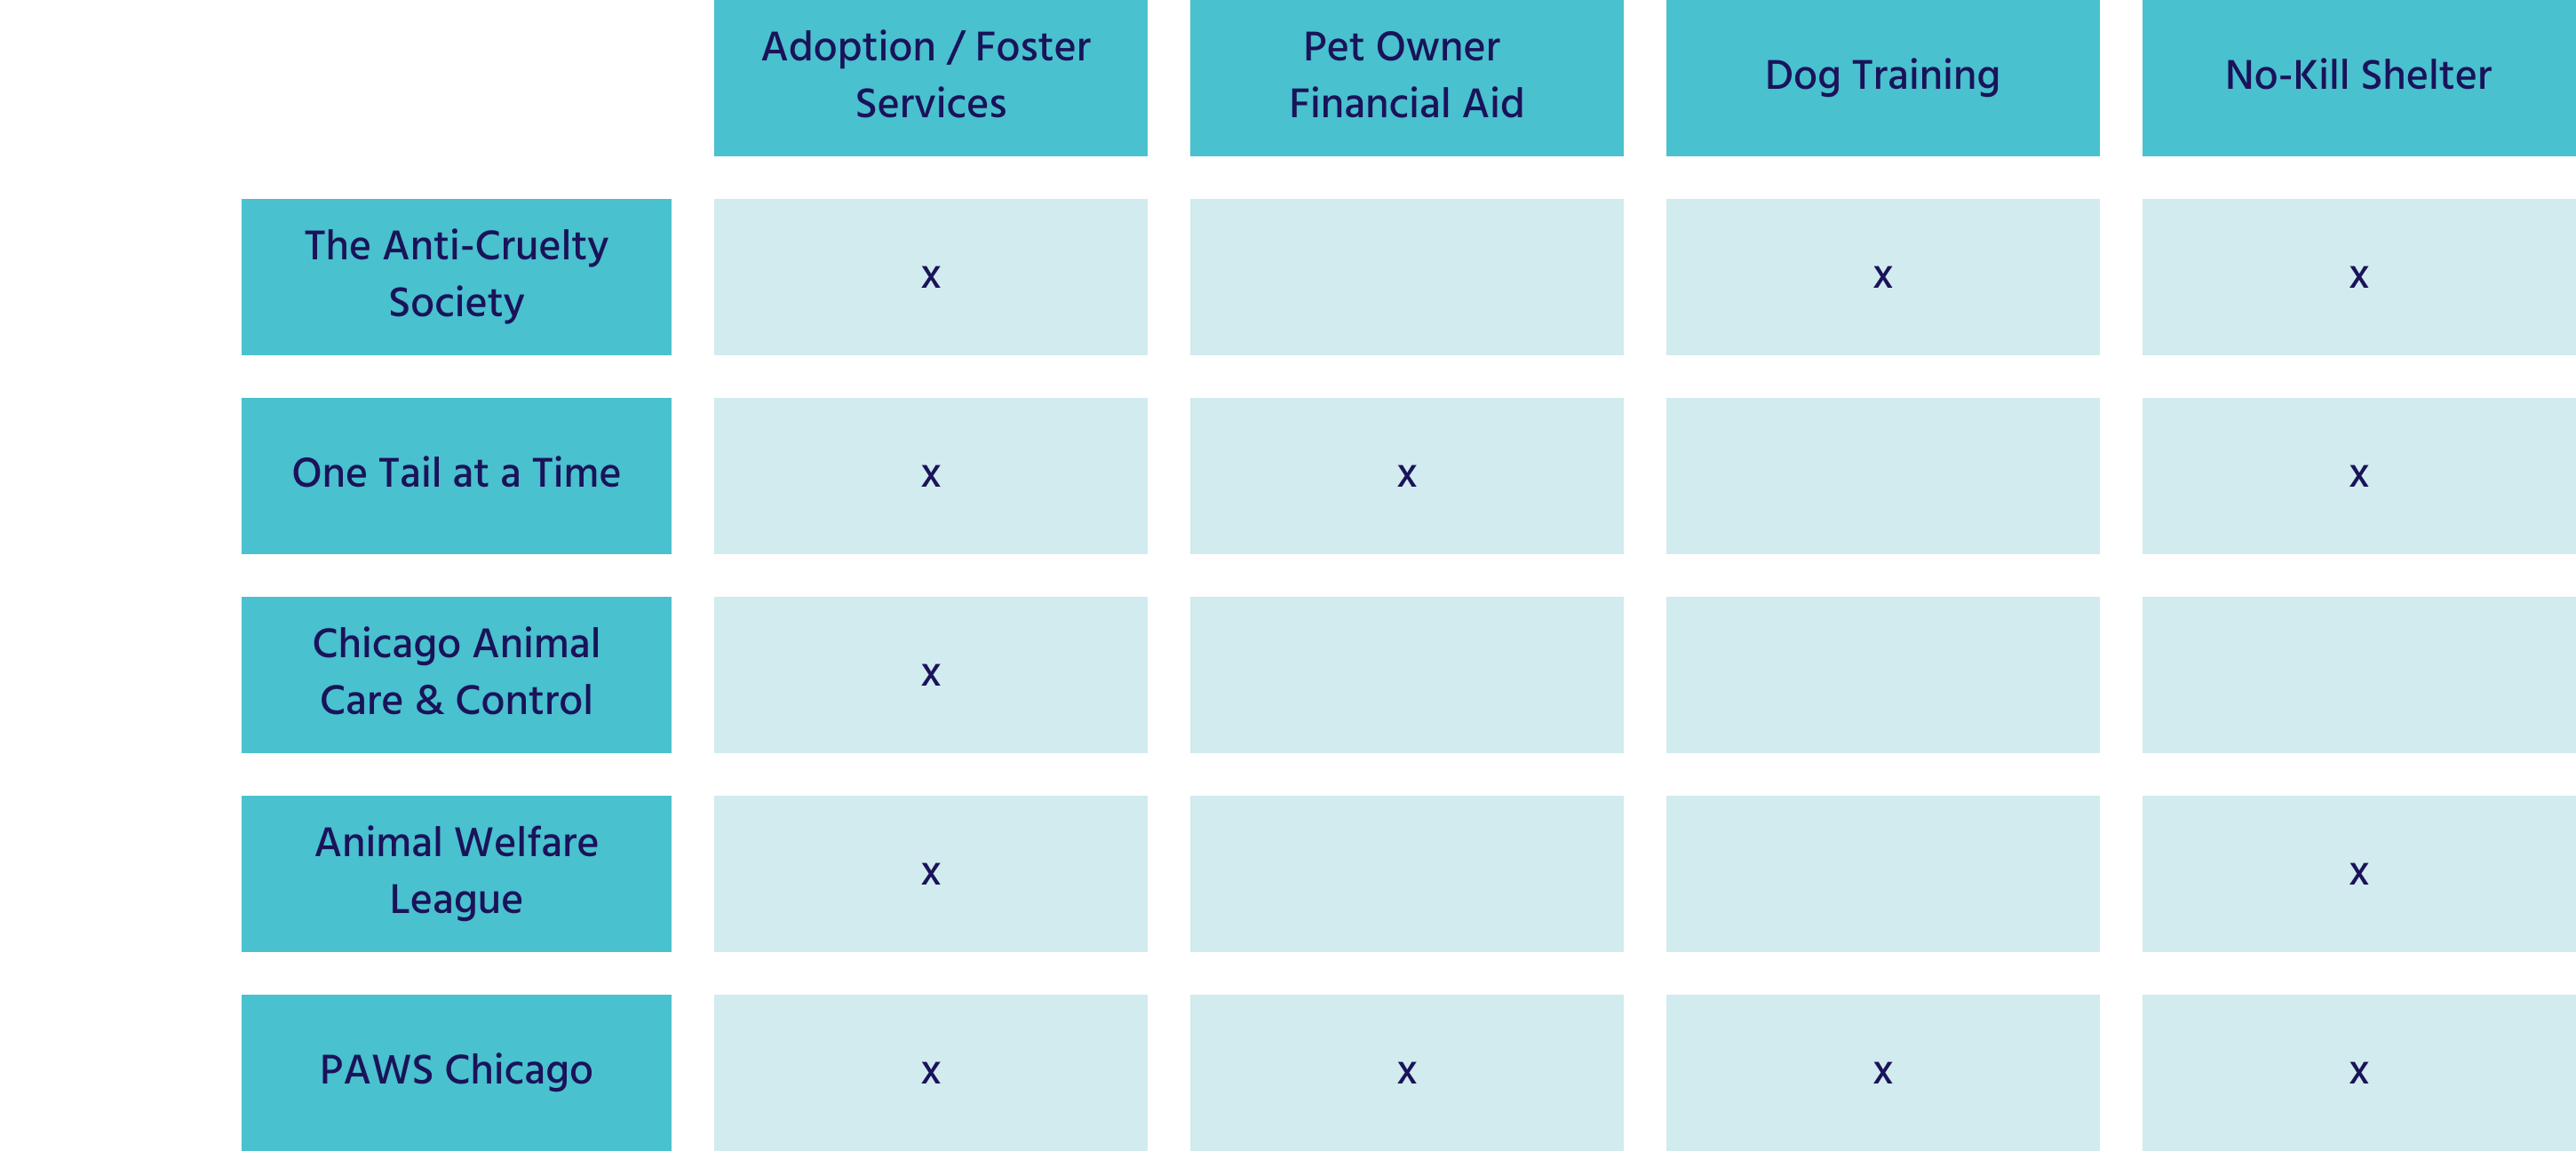 Adoption / Foster
Services
Pet Owner
Financial Aid
Dog Training
No-Kill Shelter
The Anti-Cruelty
Society
x
x
x
One Tail at a Time
x
x
x
Chicago Animal
Care & Control
x
Animal Welfare
League
x
x
PAWS Chicago
x
x
x
x